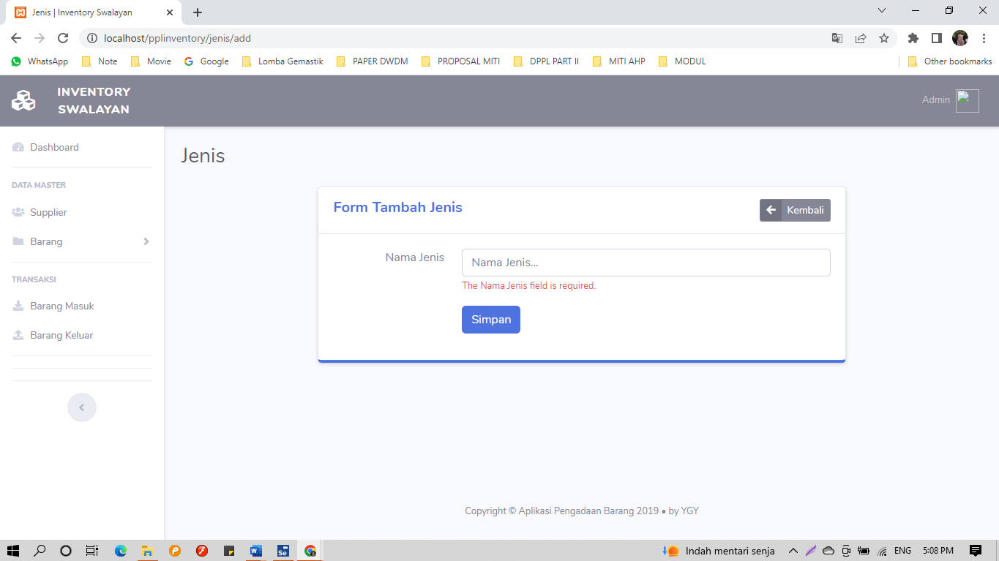 Jenis | Inventory Swalayan
localhost/pplinventory/jenis/add
WhatsApp Note Movie Google Lomba Gemastik PAPER DWDM PROPOSAL MITI DPPL PART II MITI AHP MODUL Other bookmarks
INVENTORY
SWALAYAN
Admin
Dashboard
DATA MASTER
Supplier
Barang
TRANSAKSI
Barang Masuk
Barang Keluar
Jenis
Form Tambah Jenis
Kembali
Nama Jenis
Nama Jenis...
The Nama Jenis field is required.
Simpan
Copyright © Aplikasi Pengadaan Barang 2019 • by YGY
Indah mentari senja ENG 5:08 PM